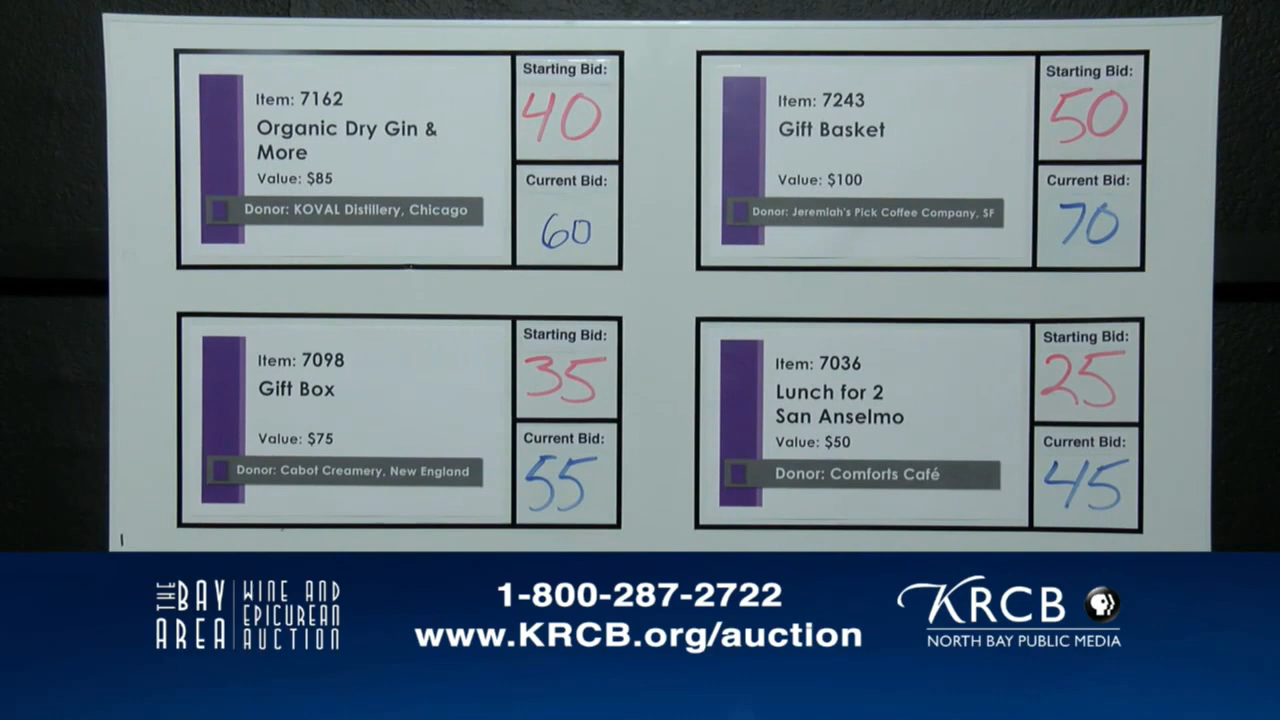 Item: 7162
Organic Dry Gin &
More
Value: $85
Donor: KOVAL Distillery, Chicago
Starting Bid:
40
Current Bid:
60
Item: 7243
Gift Basket
Value: $100
Donor: Jeremiah's Pick Coffee Company, SF
Starting Bid:
50
Current Bid:
70
Item: 7098
Gift Box
Value: $75
Donor: Cabot Creamery, New England
Starting Bid:
35
Current Bid:
55
Item: 7036
Lunch for 2
San Anselmo
Value: $50
Donor: Comforts Café
Starting Bid:
25
Current Bid:
45
1
THE BAY AREA
WINE AND
EPICUREAN
AUCTION
1-800-287-2722
www.KRCB.org/auction
KRCB
NORTH BAY PUBLIC MEDIA